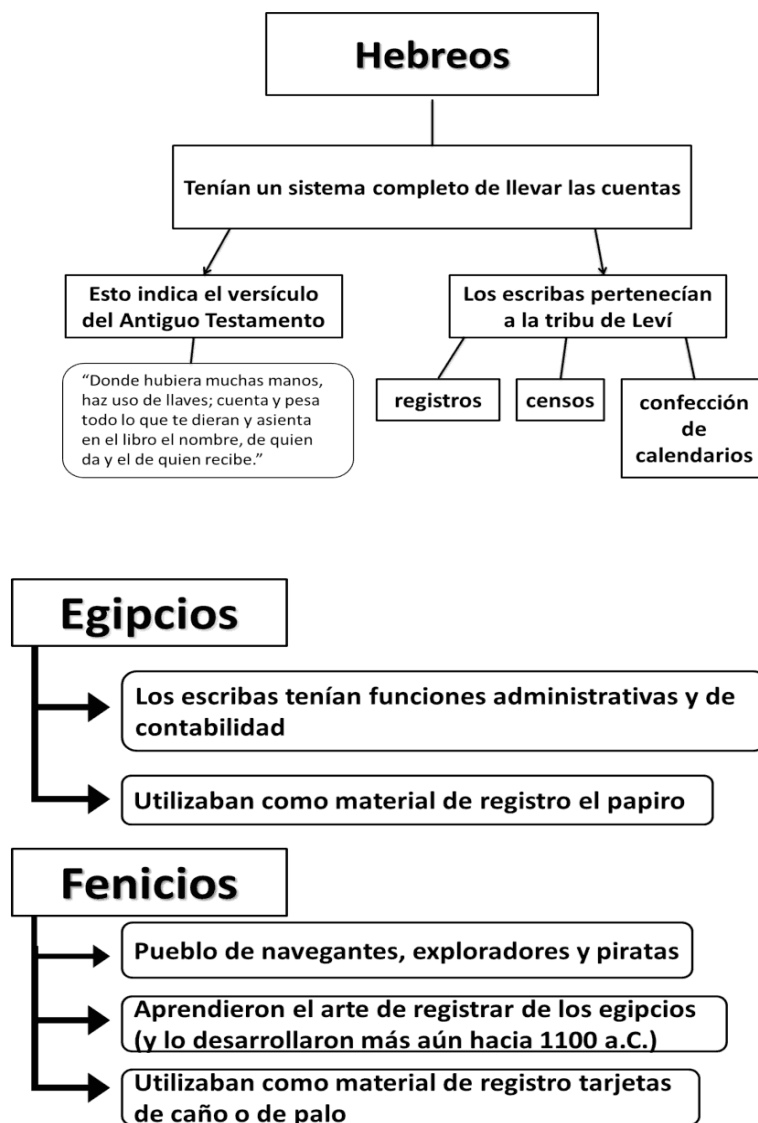 Hebreos
Tenían un sistema completo de llevar las cuentas
Esto indica el versículo
del Antiguo Testamento
“Donde hubiera muchas manos,
haz uso de llaves; cuenta y pesa
todo lo que te dieran y asienta
en el libro el nombre, de quien
da y el de quien recibe.”
Los escribas pertenecían
a la tribu de Leví
registros
censos
confección
de
calendarios
Egipcios
Los escribas tenían funciones administrativas y de
contabilidad
Utilizaban como material de registro el papiro
Fenicios
Pueblo de navegantes, exploradores y piratas
Aprendieron el arte de registrar de los egipcios
(y lo desarrollaron más aún hacia 1100 a.C.)
Utilizaban como material de registro tarjetas
de caño o de palo